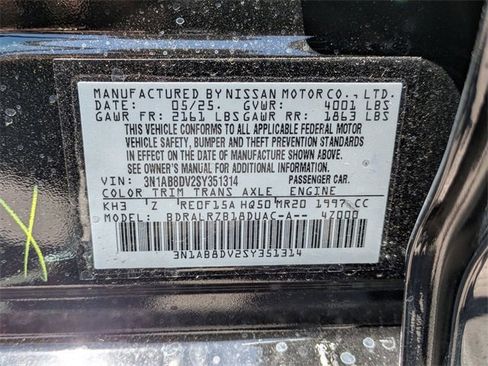 MANUFACTURED BY NISSAN MOTOR CO., LTD.
DATE: 05/25. GVWR: 4001 LBS
GAWR FR: 2161 LBS GAWR RR: 1863 LBS
THIS VEHICLE CONFORMS TO ALL APPLICABLE FEDERAL MOTOR
VEHICLE SAFETY, BUMPER AND THEFT PREVENTION STANDARDS
IN EFFECT ON THE DATE OF MANUFACTURE SHOWN ABOVE.
SEE OWNER'S MANUAL FOR ADDITIONAL INFORMATION
VIN: 3N1AB8DV2SY351314
COLOR TRIM TRANS AXLE ENGINE
KH3 Z RE0F15A HQ50 MR20 1997 CC
MODEL: BDRALRZB18DUAC-A-- 47000
3N1AB8DV2SY351314